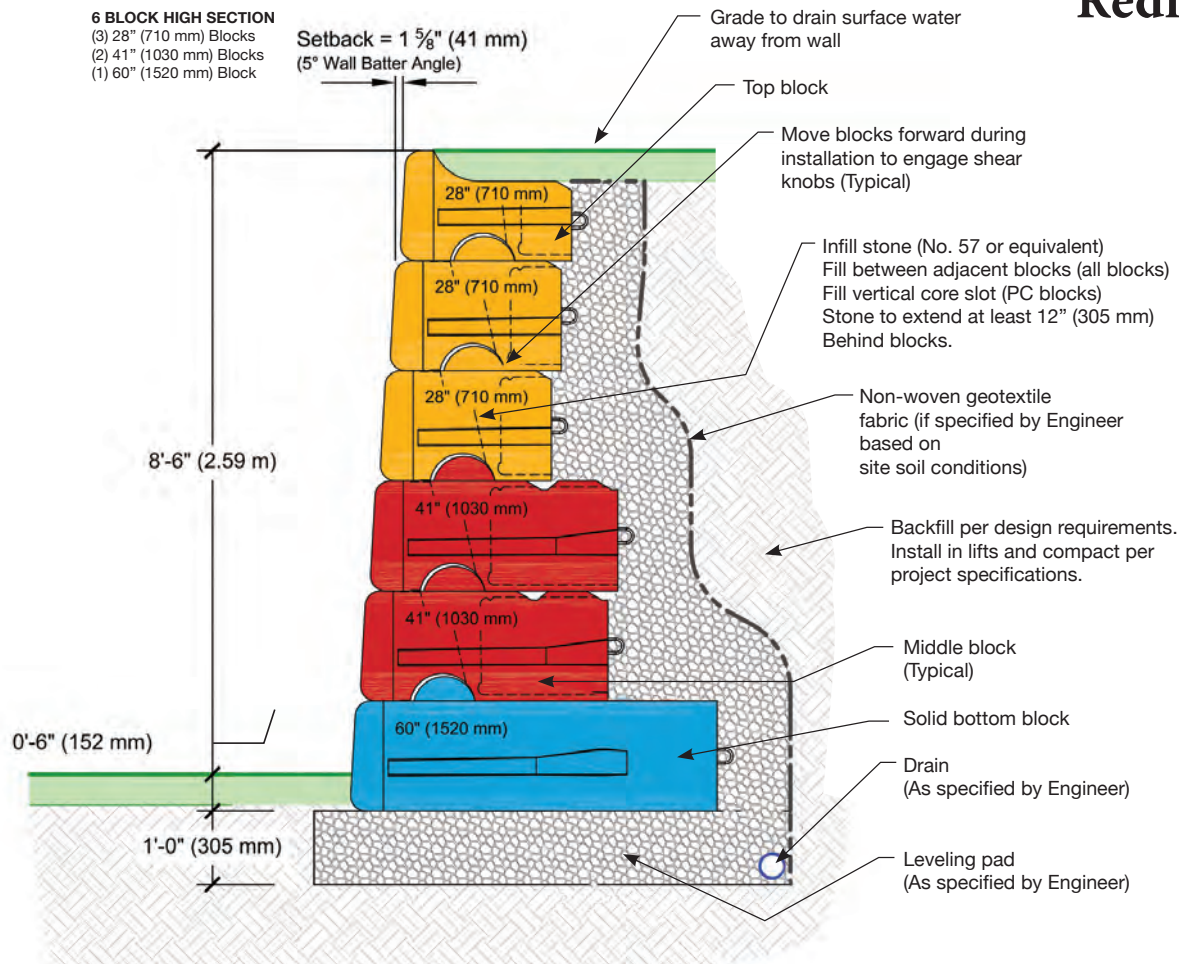 6 BLOCK HIGH SECTION
(3) 28" (710 mm) Blocks
(2) 41" (1030 mm) Blocks
(1) 60" (1520 mm) Block
Setback = 1 ⅝" (41 mm)
(5° Wall Batter Angle)
Grade to drain surface water
away from wall
Top block
Move blocks forward during
installation to engage shear
knobs (Typical)
28" (710 mm)
Infill stone (No. 57 or equivalent)
Fill between adjacent blocks (all blocks)
Fill vertical core slot (PC blocks)
Stone to extend at least 12" (305 mm)
Behind blocks.
28" (710 mm)
28" (710 mm)
Non-woven geotextile
fabric (if specified by Engineer
based on
site soil conditions)
8'-6" (2.59 m)
41" (1030 mm)
Backfill per design requirements.
Install in lifts and compact per
project specifications.
41" (1030 mm)
Middle block
(Typical)
60" (1520 mm)
Solid bottom block
0'-6" (152 mm)
Drain
(As specified by Engineer)
1'-0" (305 mm)
Leveling pad
(As specified by Engineer)